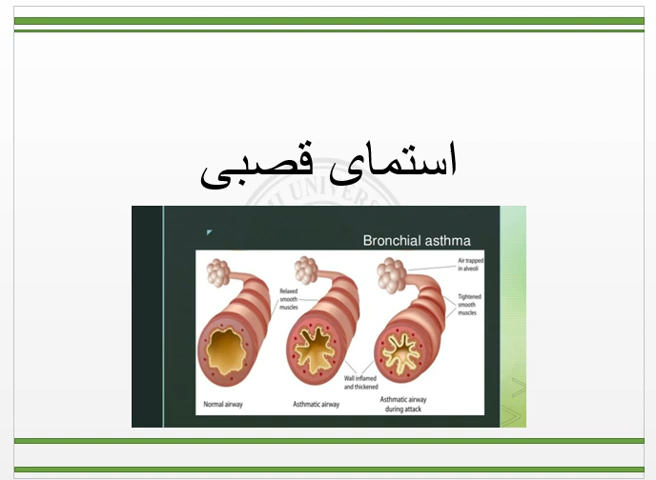 استمای قصبی
UNIVERS
Bronchial asthma
Air trapped
in alveoli
Relaxed
smooth
muscles
Tightened
smooth
muscles
Wall inflamed
and thickened
Normal airway
Asthmatic airway
Asthmatic airway
during attack